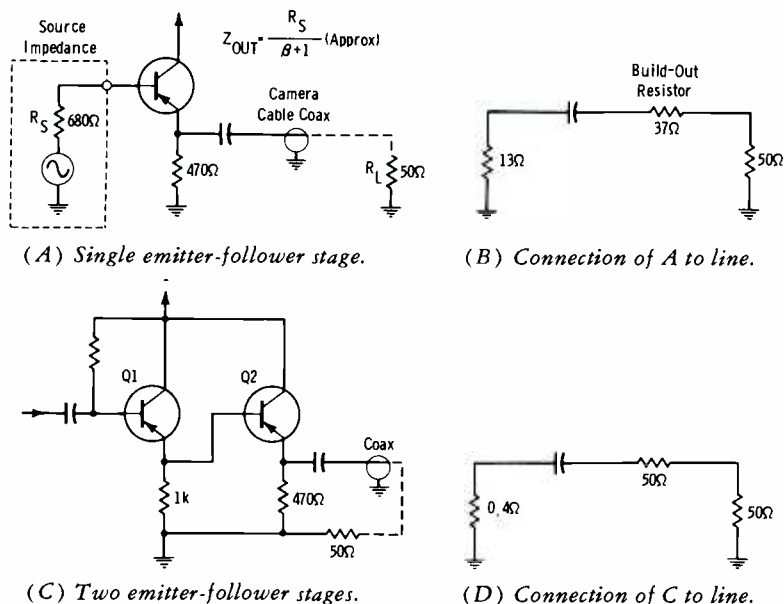 Source
Impedance
Z_OUT = R_S / β+1 (Approx)
Camera
Cable Coax
R_S
680Ω
470Ω
R_L
50Ω
(A) Single emitter-follower stage.
Build-Out
Resistor
37Ω
13Ω
50Ω
(B) Connection of A to line.
-
Q1
Q2
Coax
1k
470Ω
50Ω
(C) Two emitter-follower stages.
50Ω
0.4Ω
50Ω
(D) Connection of C to line.